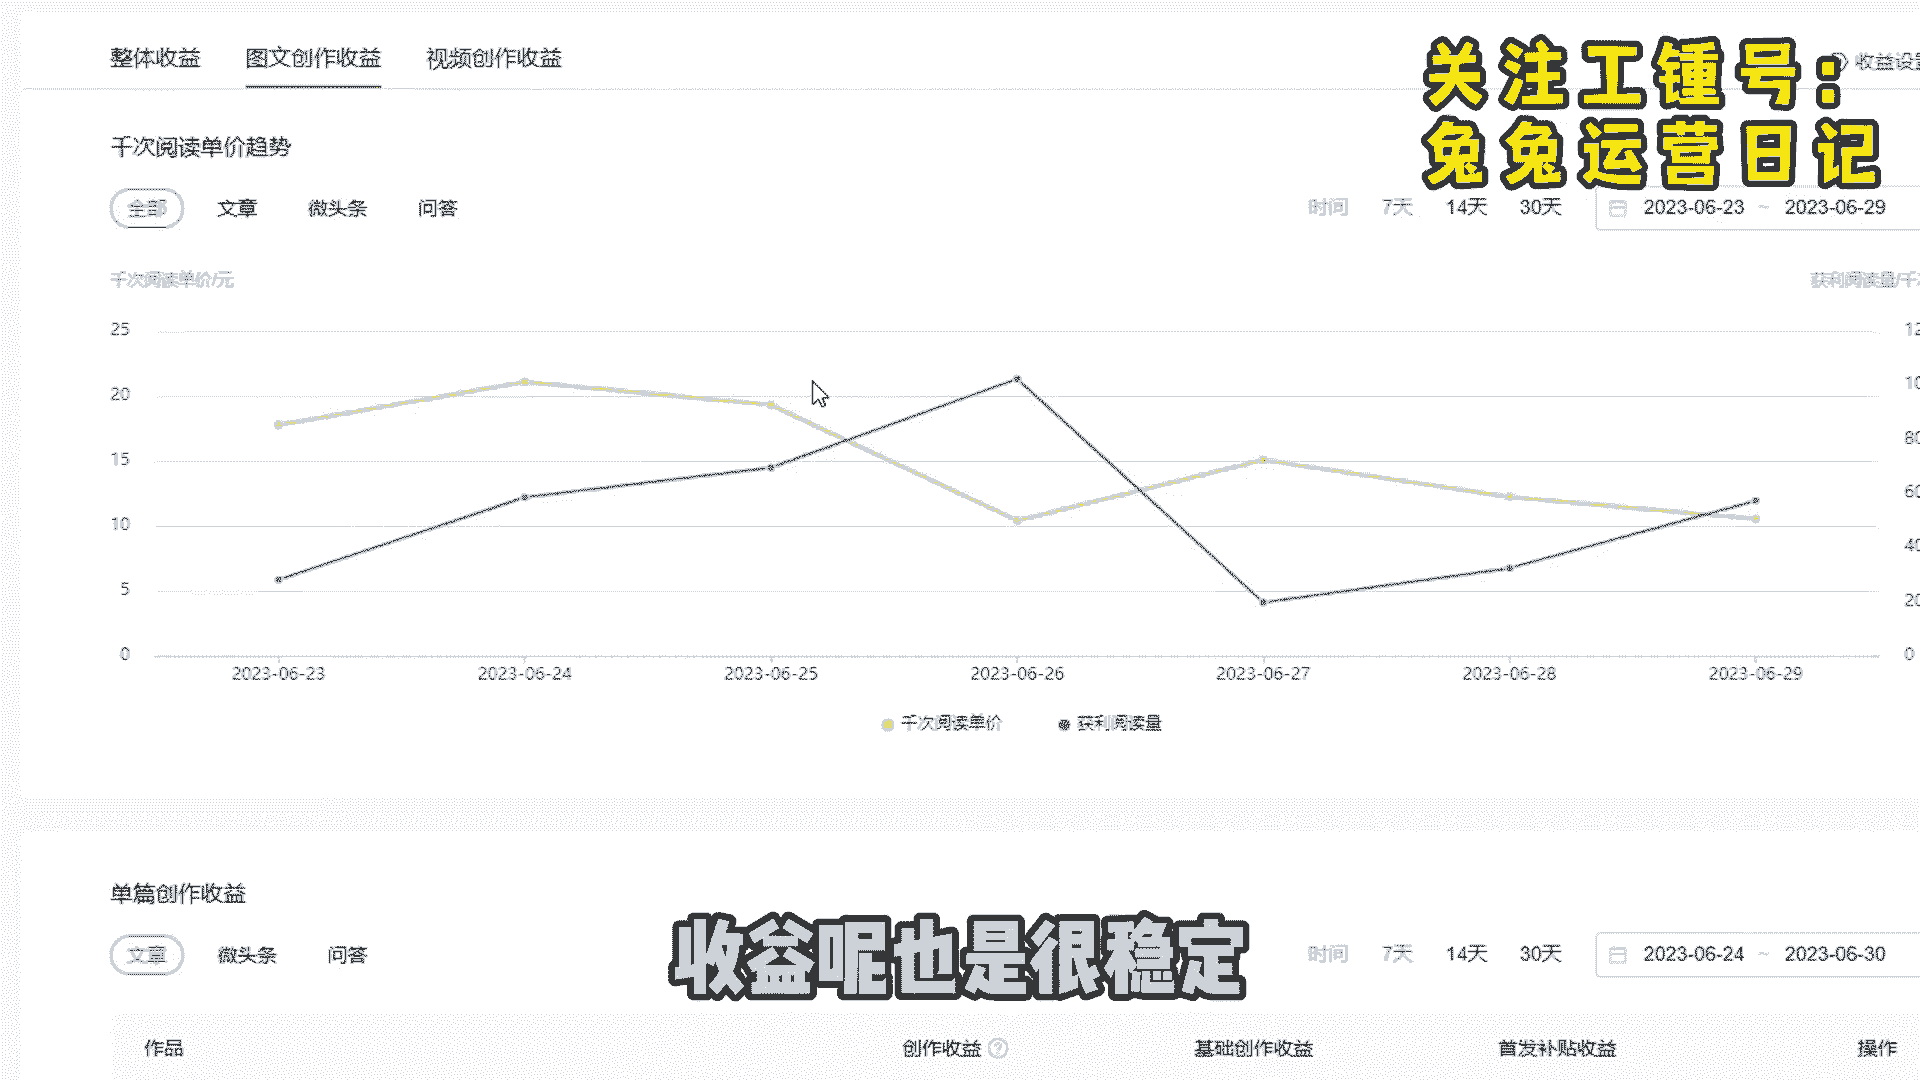 整体收益 图文创作收益 视频创作收益
关注工锺号：
兔兔运营日记
收益设置
千次阅读单价趋势
全部 文章 微头条 问答
时间 7天 14天 30天 2023-06-23 ~ 2023-06-29
千次阅读单价/元
获利阅读量/千
25
20
15
10
5
0
12
10
80
60
40
20
0
2023-06-23 2023-06-24 2023-06-25 2023-06-26 2023-06-27 2023-06-28 2023-06-29
千次阅读单价 获利阅读量
单篇创作收益
文章 微头条 问答
时间 7天 14天 30天 2023-06-24 ~ 2023-06-30
收益呢也是很稳定
作品 创作收益 基础创作收益 首发补贴收益 操作